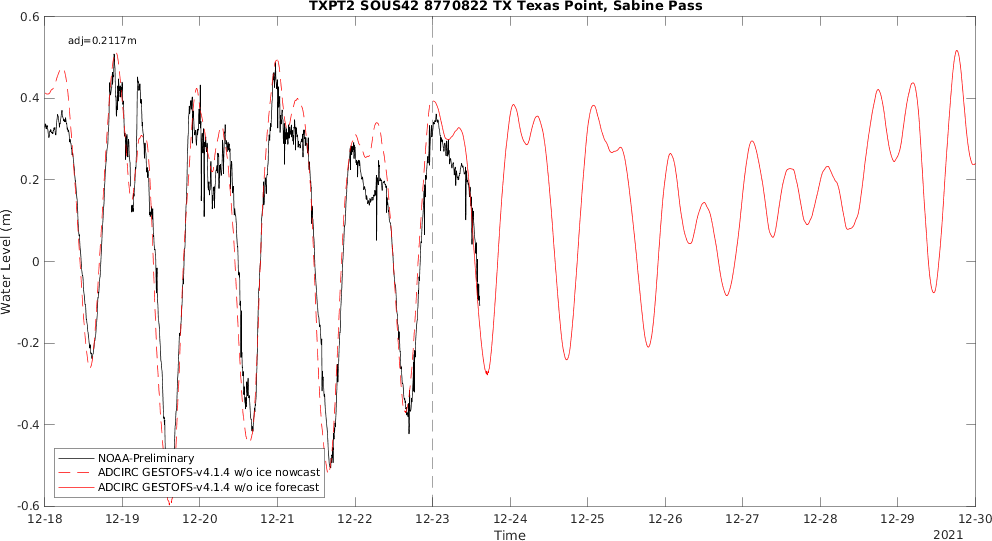 TXPT2 SOUS42 8770822 TX Texas Point, Sabine Pass
adj=0.2117m
0.6
0.4
0.2
0
-0.2
-0.4
-0.6
Water Level (m)
NOAA-Preliminary
ADCIRC GESTOFS-v4.1.4 w/o ice nowcast
ADCIRC GESTOFS-v4.1.4 w/o ice forecast
12-18 12-19 12-20 12-21 12-22 12-23 12-24 12-25 12-26 12-27 12-28 12-29 12-30
Time
2021